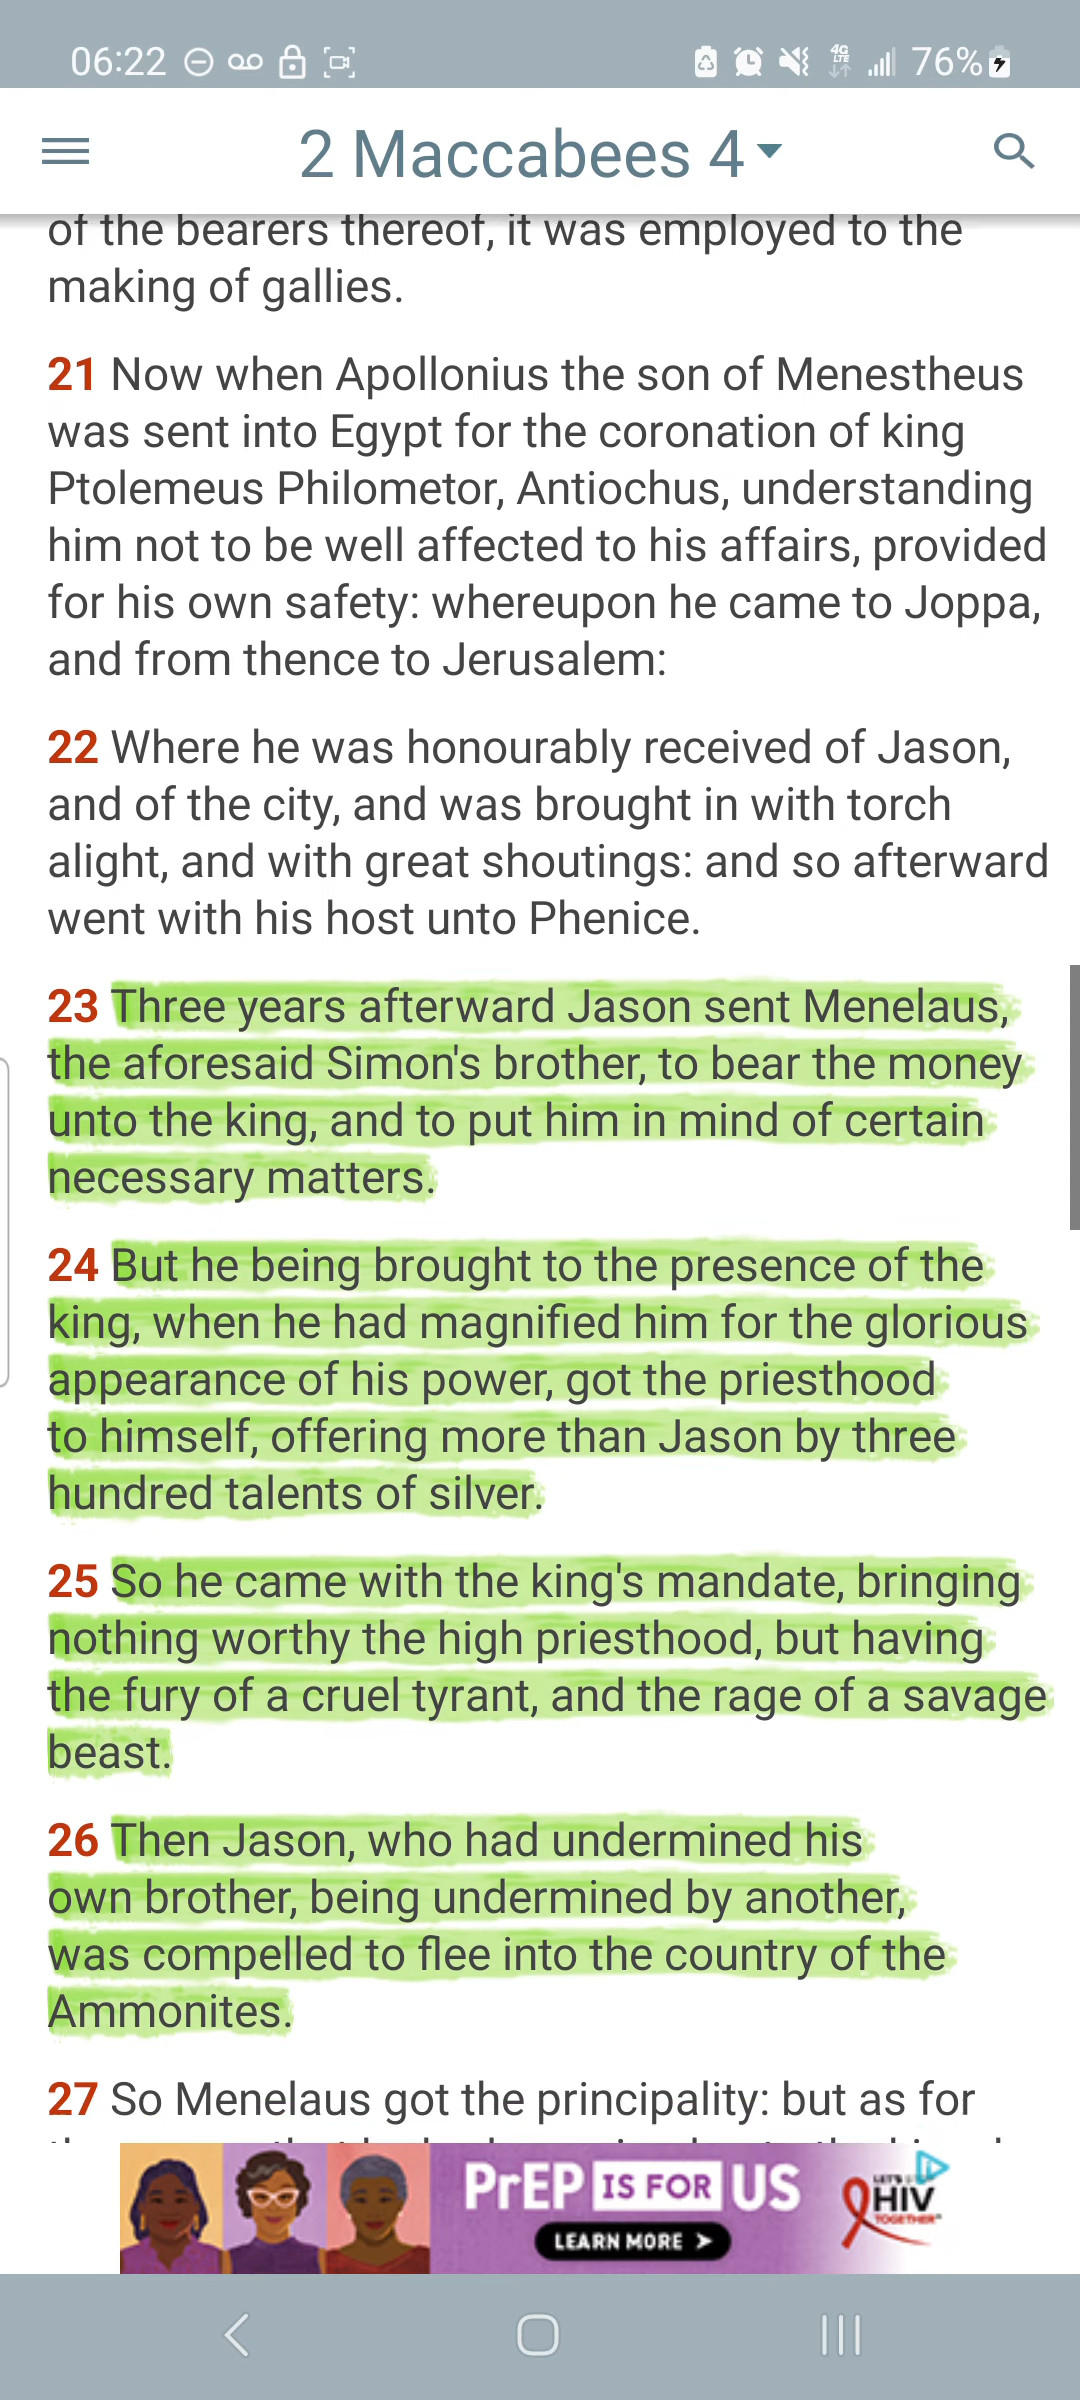 06:22
4G
LTE
76%
2 Maccabees 4
of the bearers thereof, it was employed to the
making of gallies.
21 Now when Apollonius the son of Menestheus
was sent into Egypt for the coronation of king
Ptolemeus Philometor, Antiochus, understanding
him not to be well affected to his affairs, provided
for his own safety: whereupon he came to Joppa,
and from thence to Jerusalem:
22 Where he was honourably received of Jason,
and of the city, and was brought in with torch
alight, and with great shoutings: and so afterward
went with his host unto Phenice.
23 Three years afterward Jason sent Menelaus,
the aforesaid Simon's brother, to bear the money
unto the king, and to put him in mind of certain
necessary matters.
24 But he being brought to the presence of the
king, when he had magnified him for the glorious
appearance of his power, got the priesthood
to himself, offering more than Jason by three
hundred talents of silver.
25 So he came with the king's mandate, bringing
nothing worthy the high priesthood, but having
the fury of a cruel tyrant, and the rage of a savage
beast.
26 Then Jason, who had undermined his
own brother, being undermined by another,
was compelled to flee into the country of the
Ammonites.
27 So Menelaus got the principality: but as for
PrEP IS FOR US
LEARN MORE >
LET'S
HIV
TOGETHER